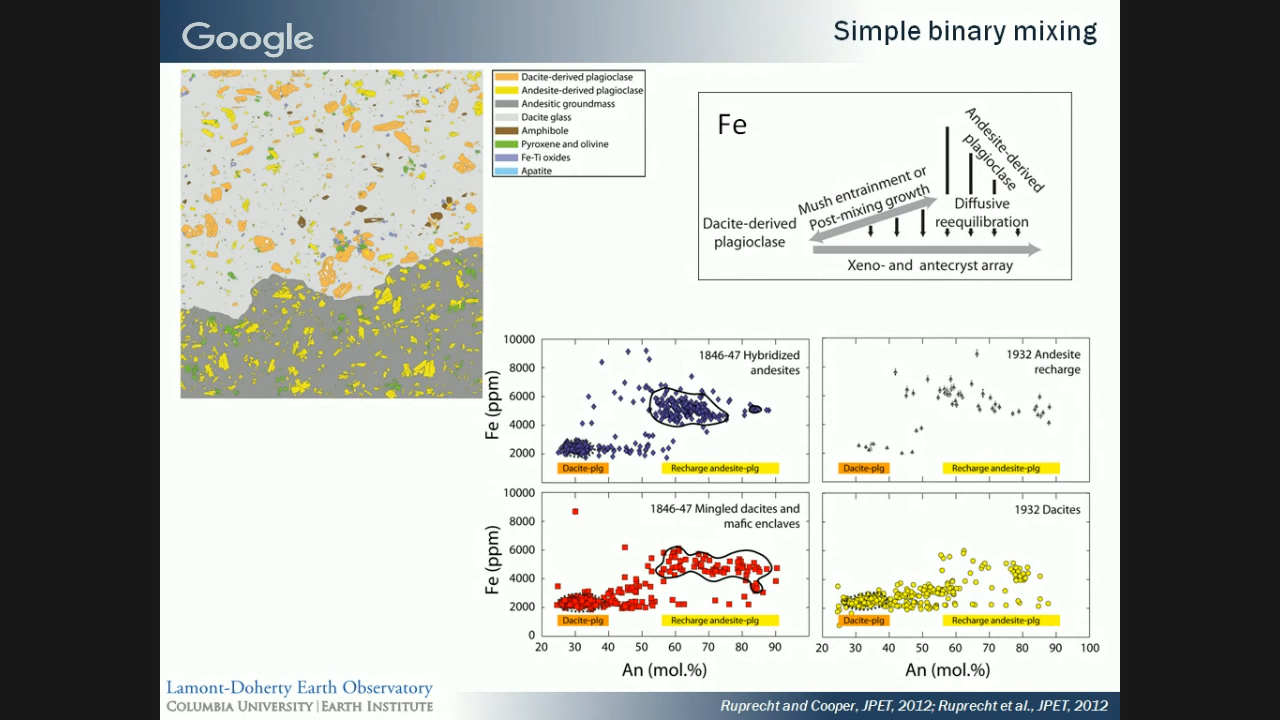 Google
Simple binary mixing
Dacite-derived plagioclase
Andesite-derived plagioclase
Andesitic groundmass
Dacite glass
Amphibole
Pyroxene and olivine
Fe-Ti oxides
Apatite
Fe
Andesite-derived
plagioclase
Mush entrainment or
Post-mixing growth
Dacite-derived
plagioclase
Diffusive
reequilibration
Xeno- and antecryst array
10000
8000
6000
4000
2000
Fe (ppm)
1846-47 Hybridized
andesites
Dacite-plg
Recharge andesite-plg
1932 Andesite
recharge
Dacite-plg
Recharge andesite-plg
10000
8000
6000
4000
2000
0
Fe (ppm)
1846-47 Mingled dacites and
mafic enclaves
Dacite-plg
Recharge andesite-plg
20 30 40 50 60 70 80 90
An (mol.%)
1932 Dacites
Dacite-plg
Recharge andesite-plg
20 30 40 50 60 70 80 90 100
An (mol.%)
Lamont-Doherty Earth Observatory
COLUMBIA UNIVERSITY | EARTH INSTITUTE
Ruprecht and Cooper, JPET, 2012; Ruprecht et al., JPET, 2012